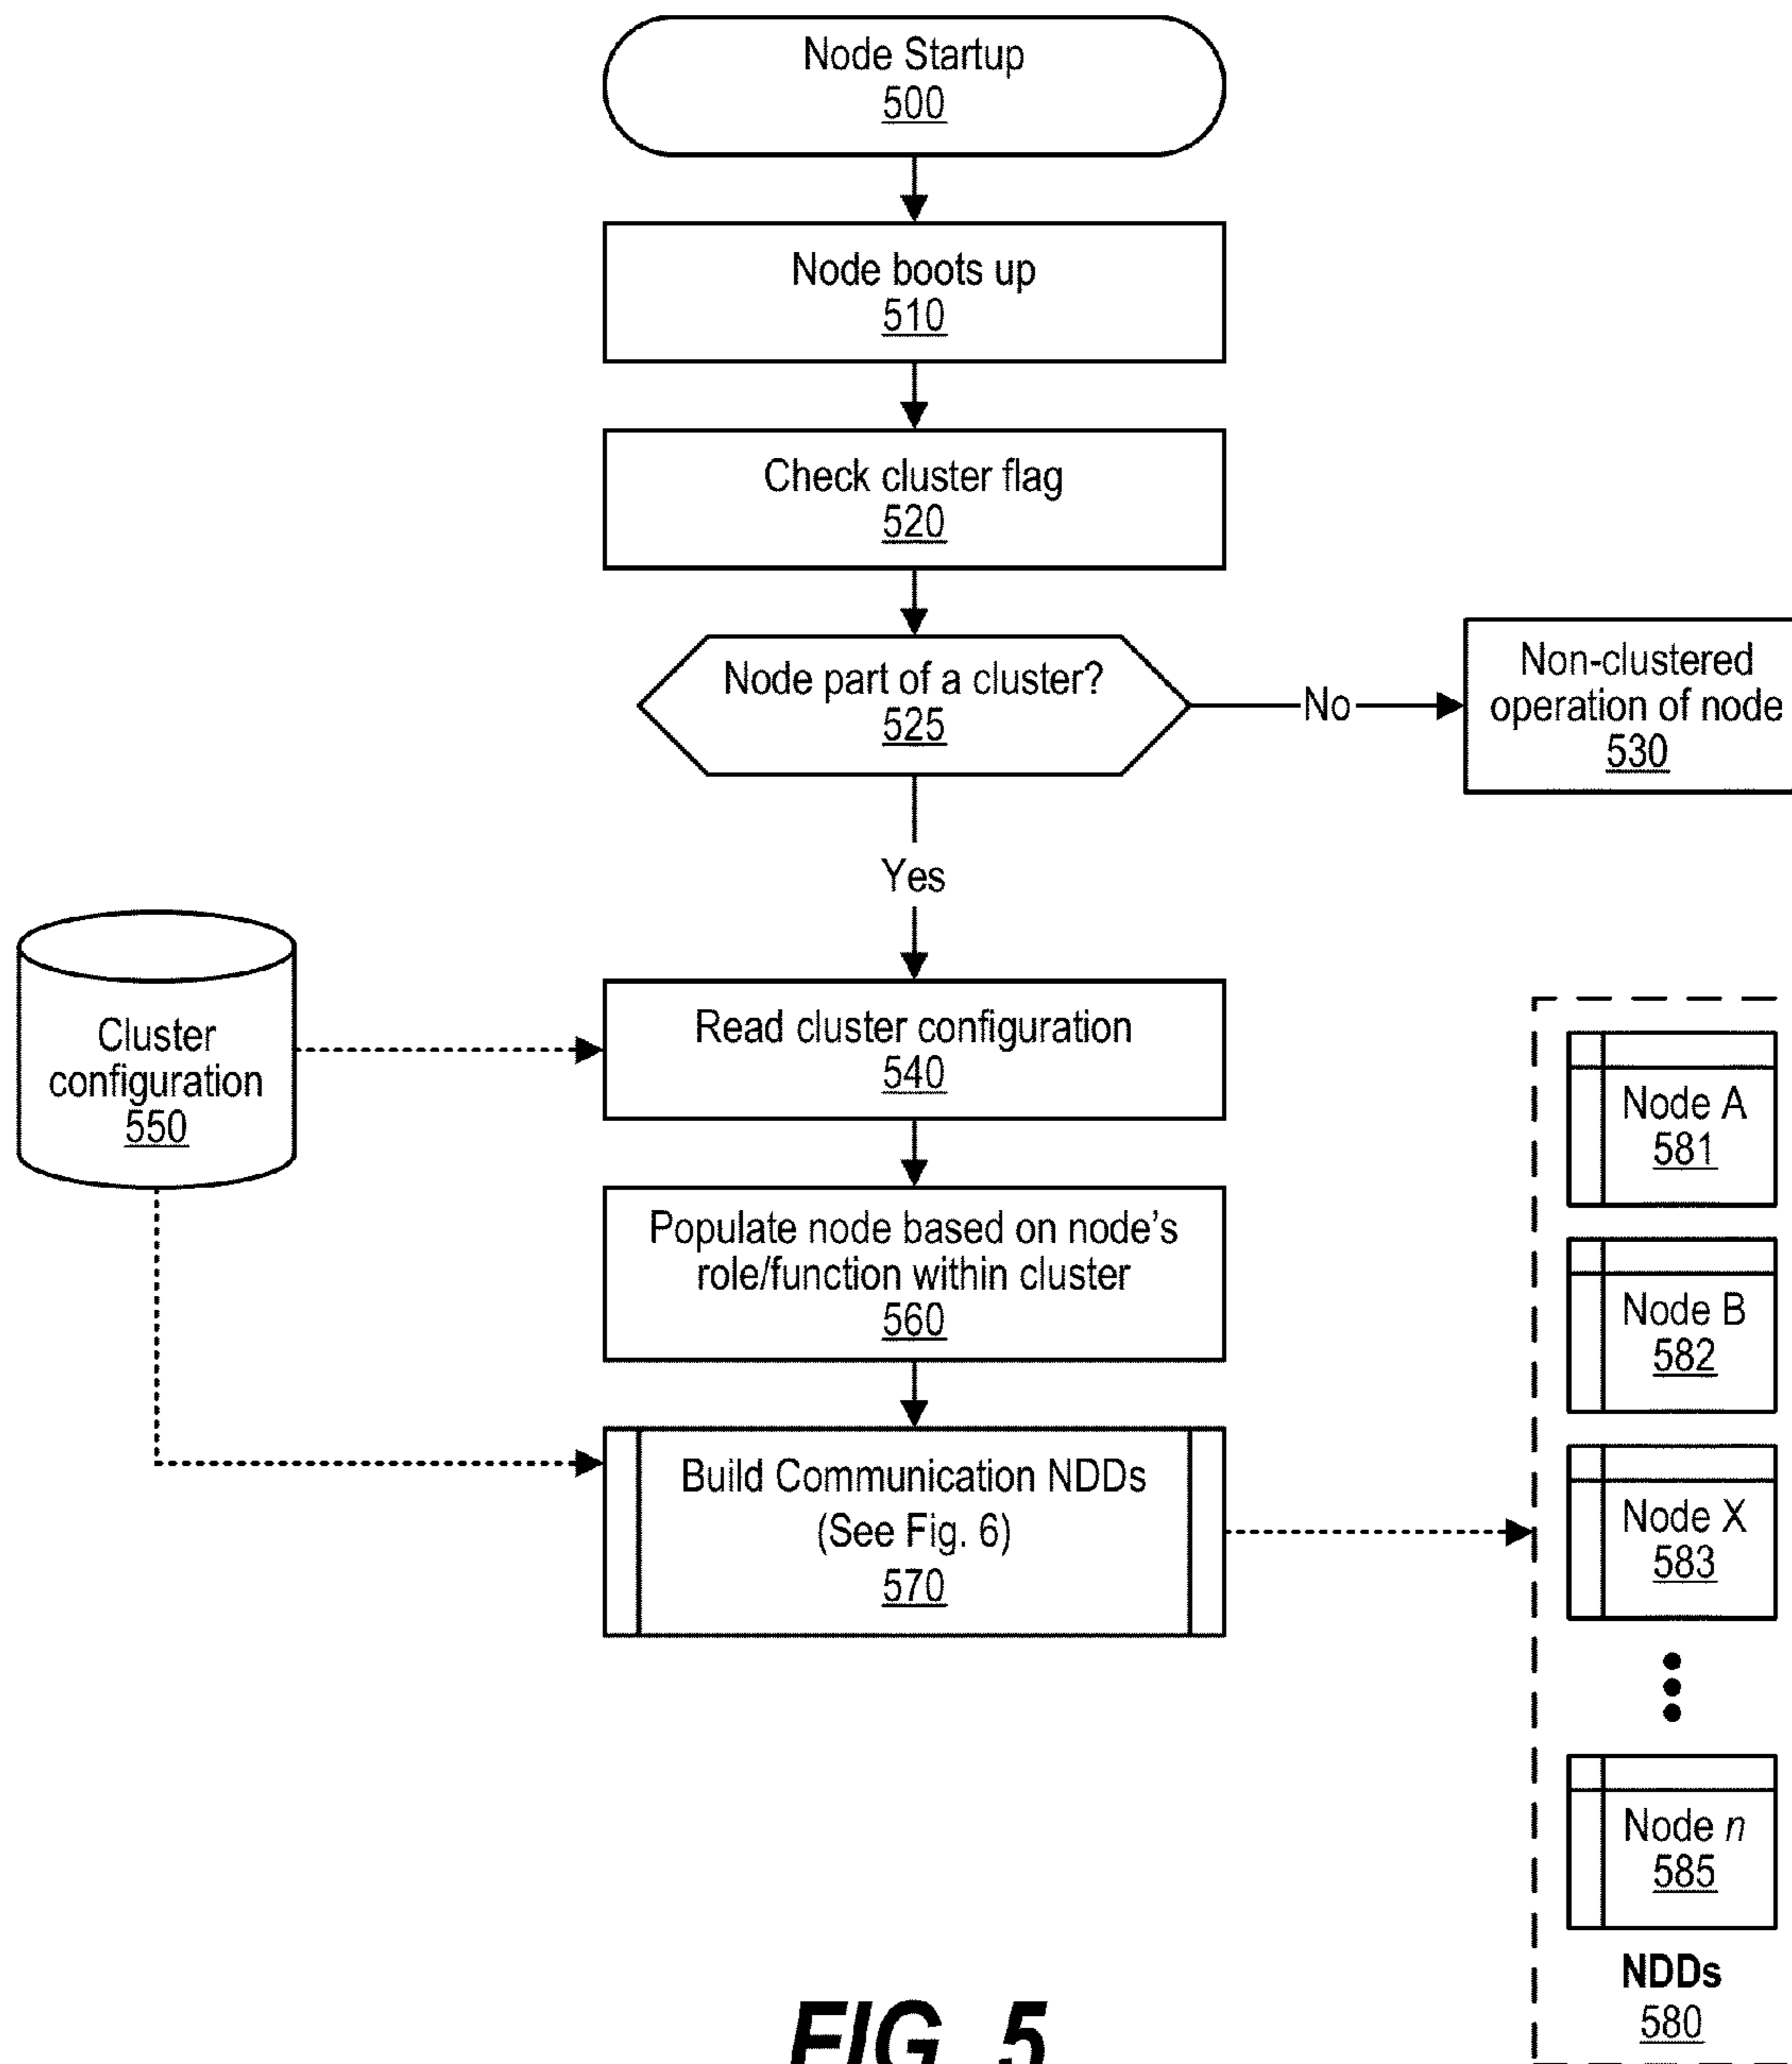 Node Startup
500
Node boots up
510
Check cluster flag
520
Node part of a cluster?
525
No
Non-clustered
operation of node
530
Yes
Cluster
configuration
550
Read cluster configuration
540
Populate node based on node's
role/function within cluster
560
Build Communication NDDs
(See Fig. 6)
570
Node A
581
Node B
582
Node X
583
Node n
585
NDDs
580
FIG. 5